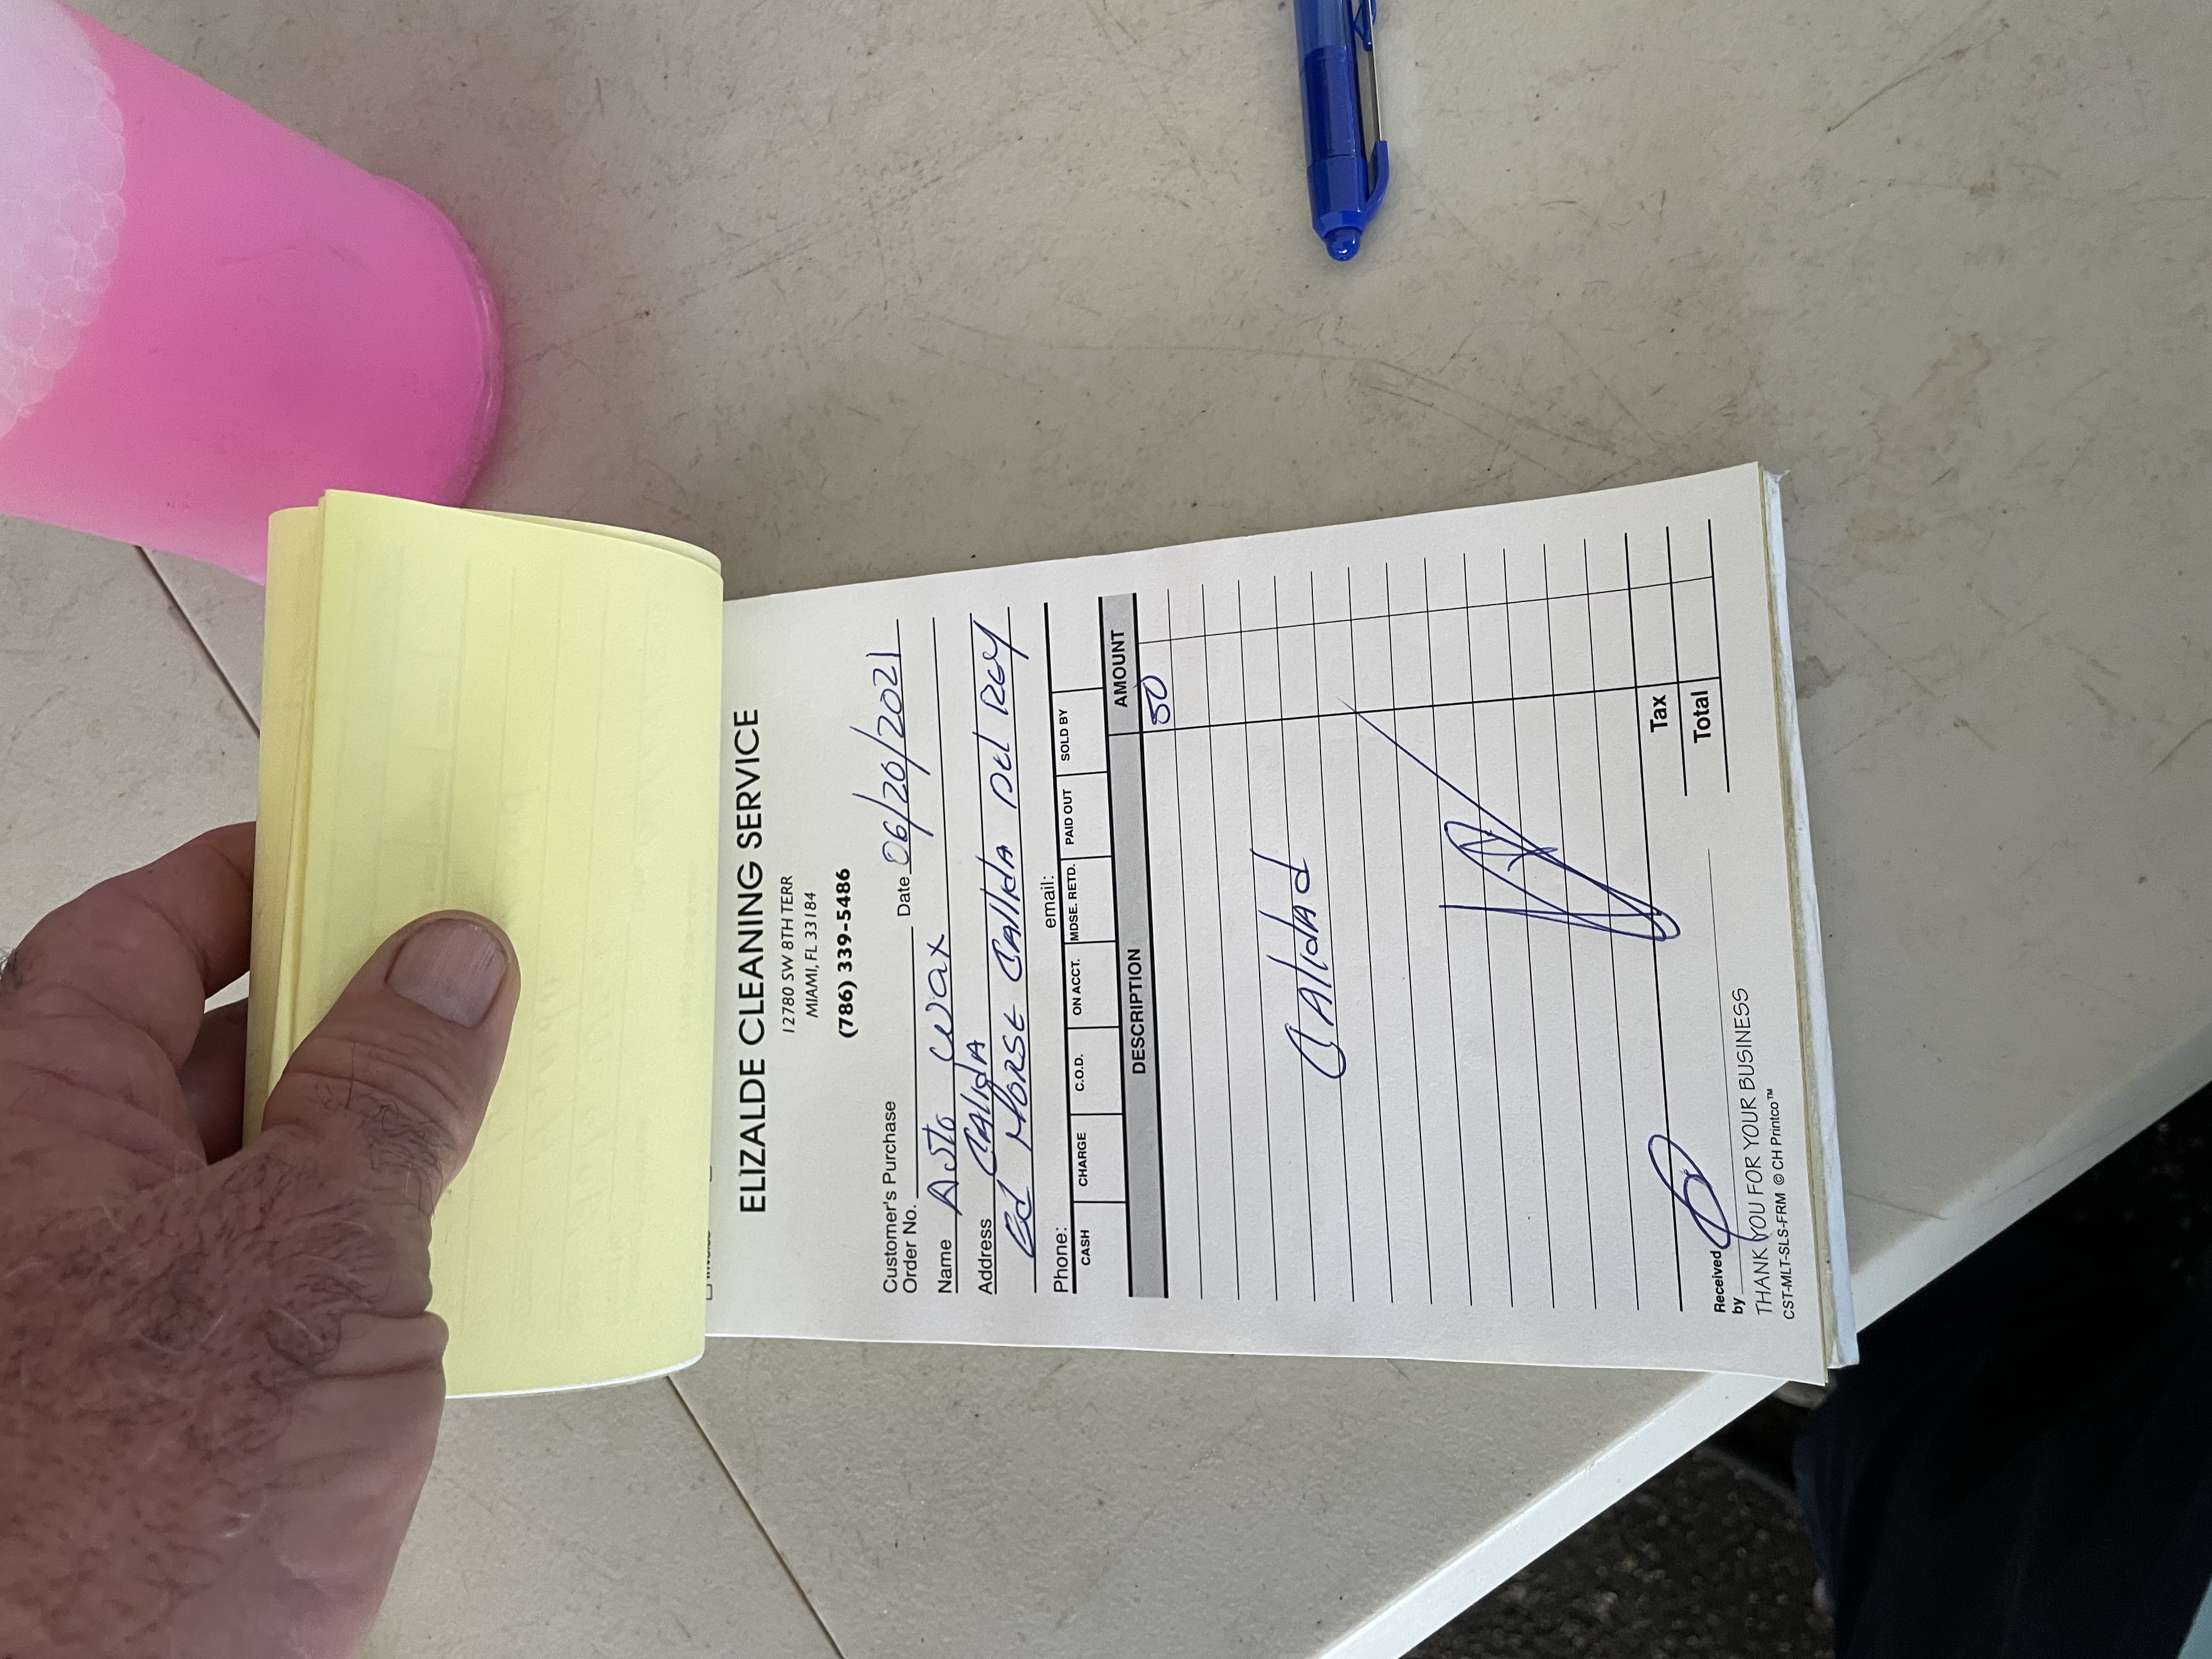 ELIZALDE CLEANING SERVICE
12780 SW 8TH TERR
MIAMI, FL 33184
(786) 339-5486
Customer's Purchase
Order No. Date 06/20/2021
Name Auto Wax
Address Calida
Ed Morse Callda Del Ray
Phone: email:
CASH CHARGE C.O.D. ON ACCT. MDSE. RETD. PAID OUT SOLD BY
DESCRIPTION AMOUNT
50
Calidad
Tax
Total
Received
by
THANK YOU FOR YOUR BUSINESS
CST-MLT-SLS-FRM © CH Printco™